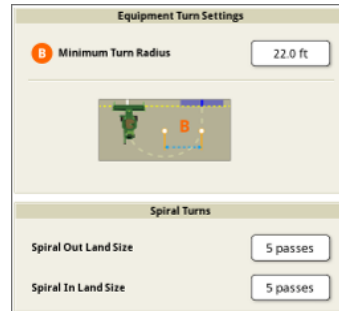 Equipment Turn Settings
B Minimum Turn Radius 22.0 ft
B
Spiral Turns
Spiral Out Land Size 5 passes
Spiral In Land Size 5 passes